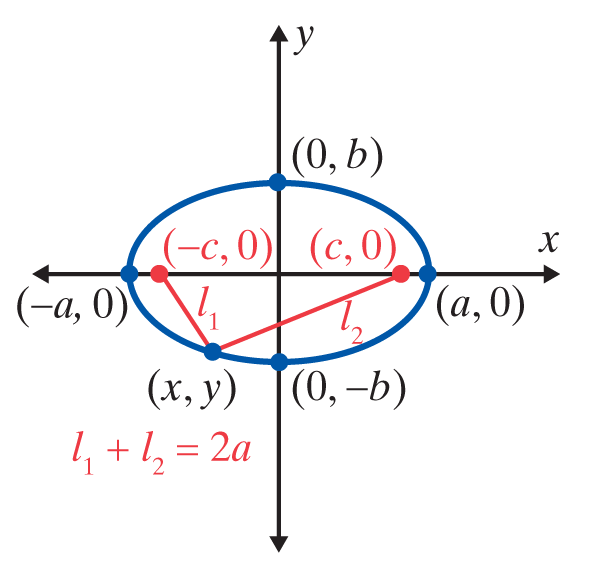 y
(0, b)
x
(−c, 0) (c, 0)
(−a, 0) l₁ l₂ (a, 0)
(x, y) (0, −b)
l₁ + l₂ = 2a